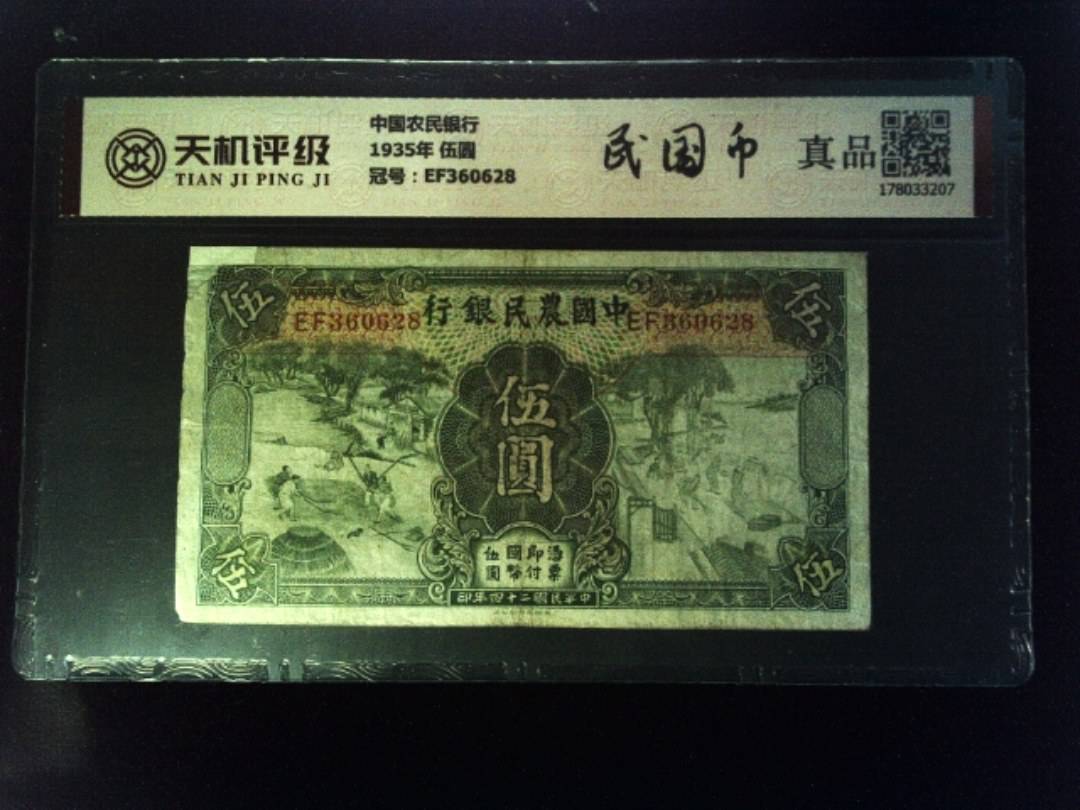 天机评级
TIAN JI PING JI
中国农民银行
1935年 伍圓
冠号：EF360628
民国币
真品
178033207
伍
伍
行銀民農國中
EF360628
EF360628
伍圓
憑票
即付
國幣
伍圓
印年四十二國民華中
伍
伍